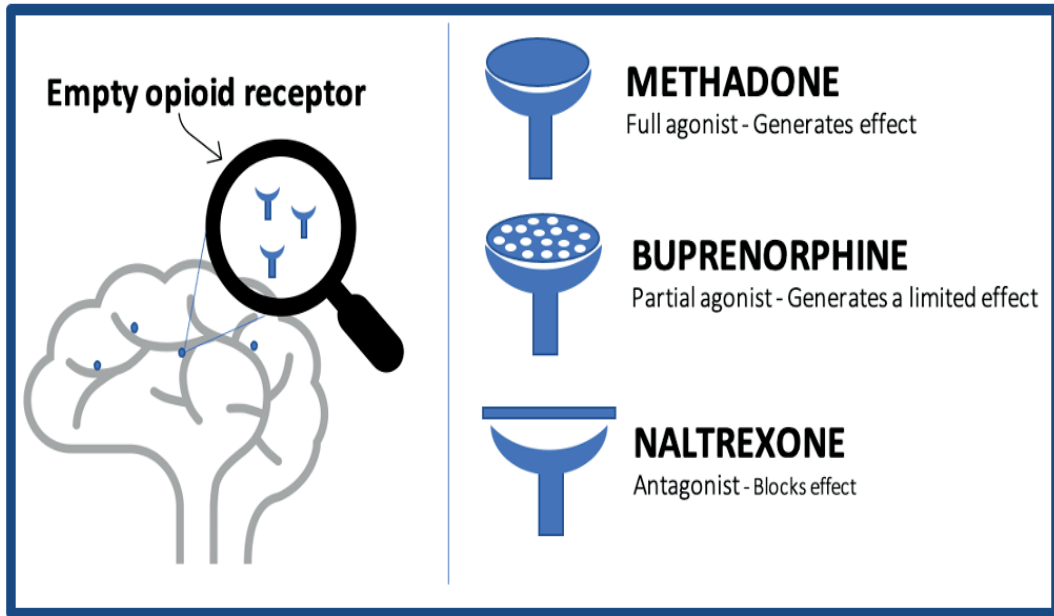 Empty opioid receptor
METHADONE
Full agonist - Generates effect
BUPRENORPHINE
Partial agonist - Generates a limited effect
NALTREXONE
Antagonist - Blocks effect